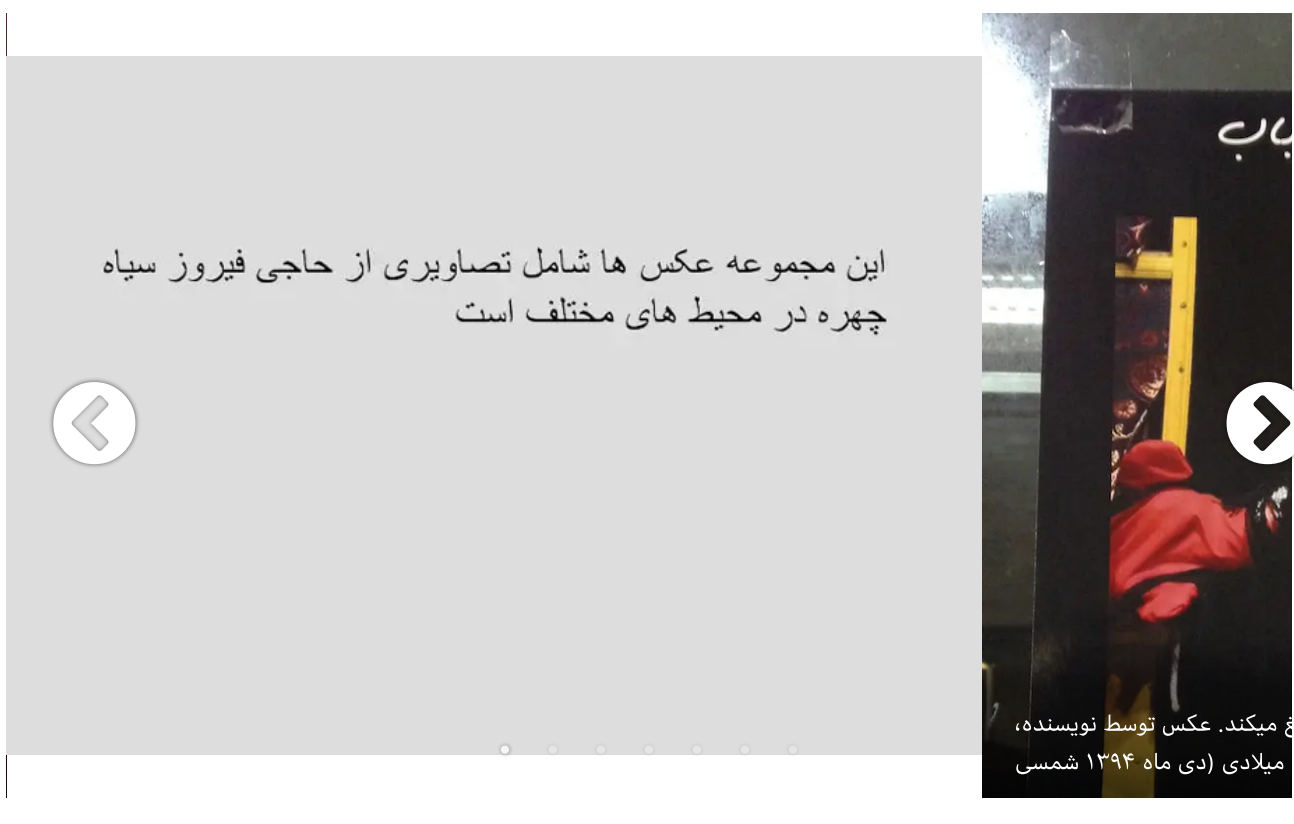 این مجموعه عکس ها شامل تصاویری از حاجی فیروز سیاه
چهره در محیط های مختلف است
میکند. عکس توسط نویسنده،
میلادی (دی ماه ۱۳۹۴ شمسی